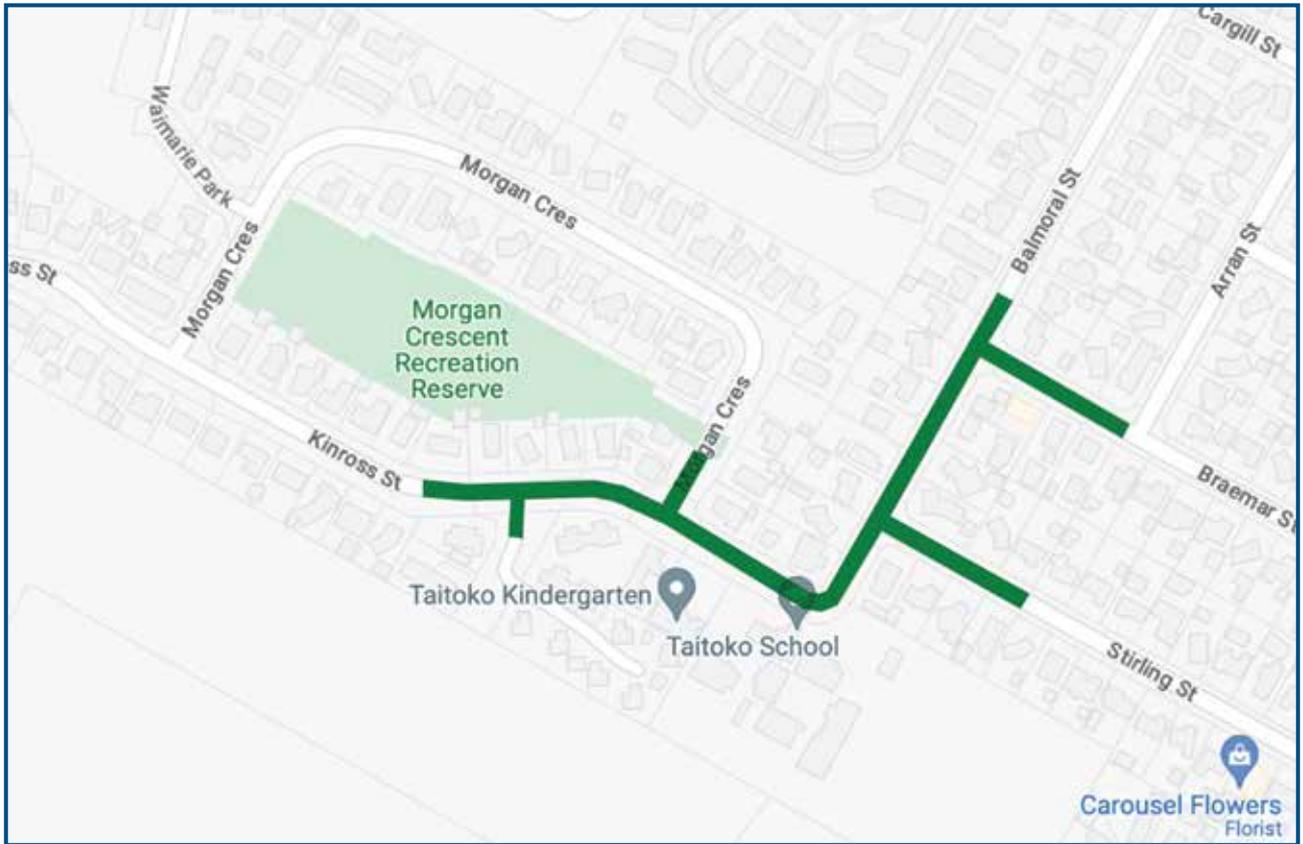 Cargill St
Waimarie Park
Morgan Cres
Balmoral St
Arran St
Morgan Cres
ss St
Morgan
Crescent
Recreation
Reserve
Morgan Cres
Kinross St
Braemar St
Taitoko Kindergarten
Taitoko School
Stirling St
Carousel Flowers
Florist